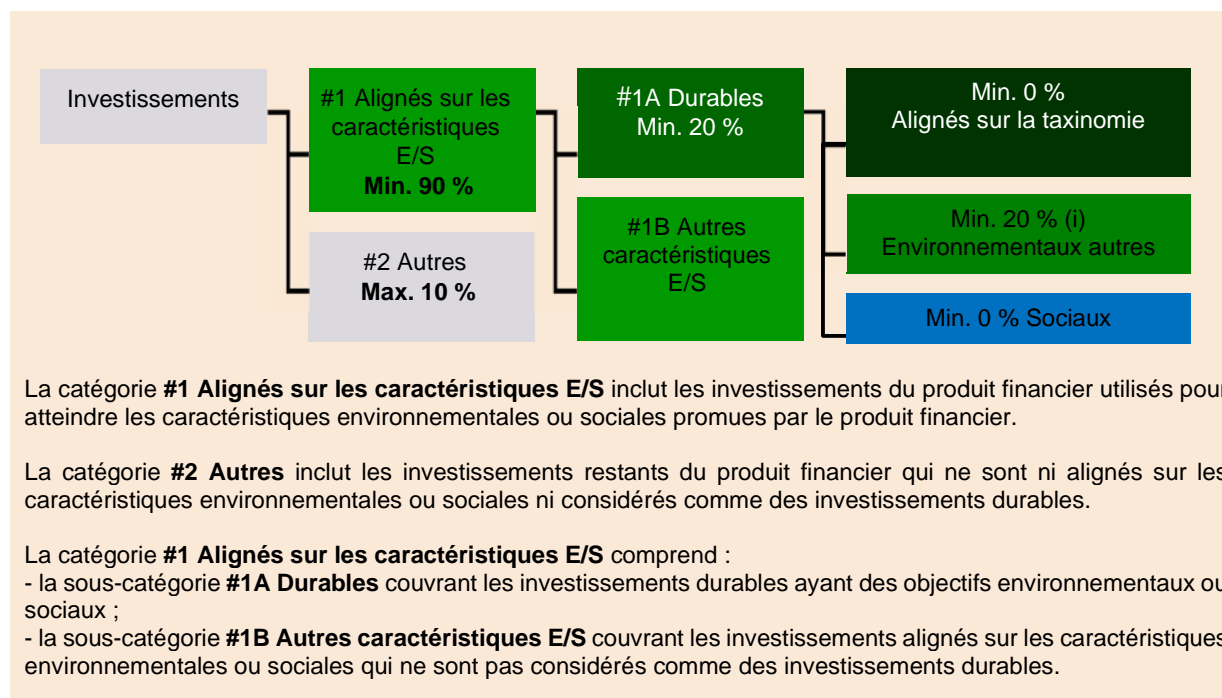 Investissements
#1 Alignés sur les
caractéristiques
E/S
Min. 90 %
#2 Autres
Max. 10 %
#1A Durables
Min. 20 %
#1B Autres
caractéristiques
E/S
Min. 0 %
Alignés sur la taxinomie
Min. 20 % (i)
Environnementaux autres
Min. 0 % Sociaux
La catégorie #1 Alignés sur les caractéristiques E/S inclut les investissements du produit financier utilisés pour
atteindre les caractéristiques environnementales ou sociales promues par le produit financier.
La catégorie #2 Autres inclut les investissements restants du produit financier qui ne sont ni alignés sur les
caractéristiques environnementales ou sociales ni considérés comme des investissements durables.
La catégorie #1 Alignés sur les caractéristiques E/S comprend :
- la sous-catégorie #1A Durables couvrant les investissements durables ayant des objectifs environnementaux ou
sociaux ;
- la sous-catégorie #1B Autres caractéristiques E/S couvrant les investissements alignés sur les caractéristiques
environnementales ou sociales qui ne sont pas considérés comme des investissements durables.